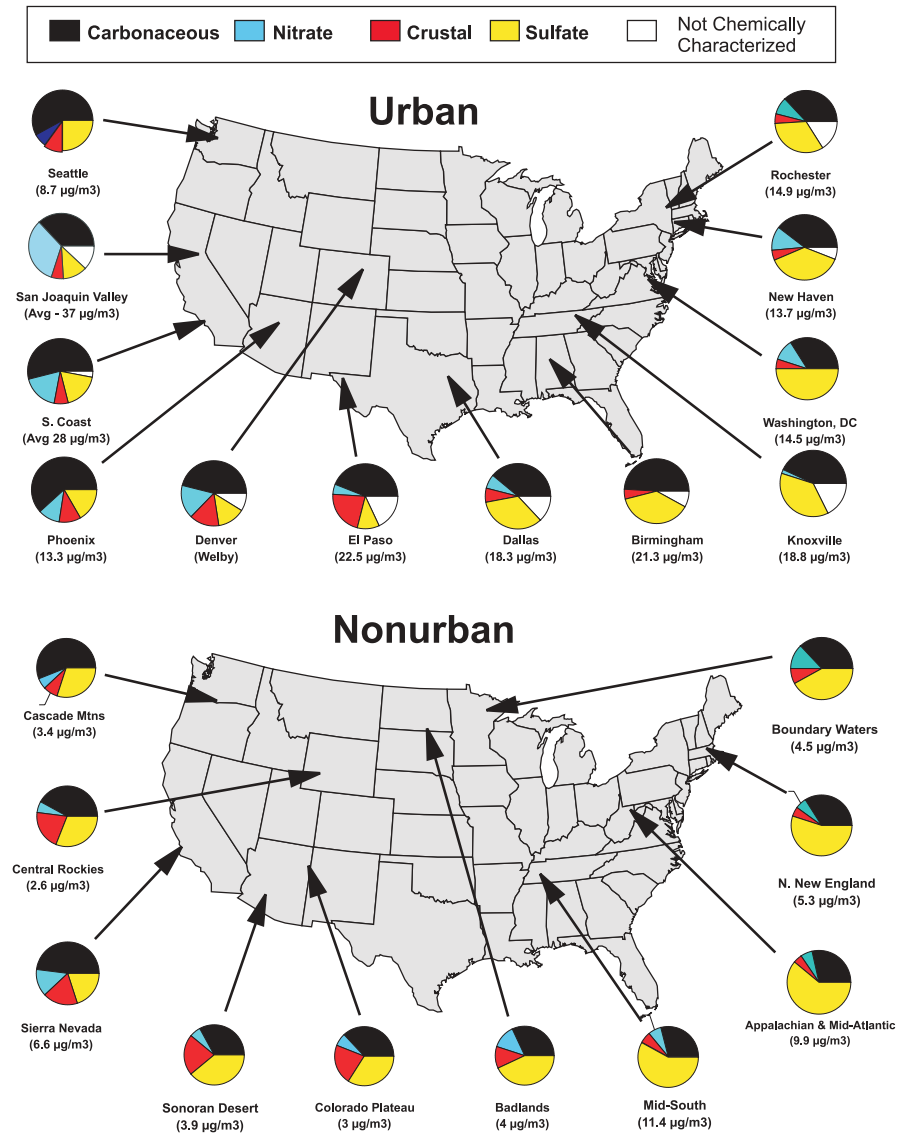 Carbonaceous Nitrate Crustal Sulfate Not Chemically
Characterized
Urban
Seattle
(8.7 µg/m3)
Rochester
(14.9 µg/m3)
San Joaquin Valley
(Avg - 37 µg/m3)
New Haven
(13.7 µg/m3)
S. Coast
(Avg 28 µg/m3)
Washington, DC
(14.5 µg/m3)
Phoenix
(13.3 µg/m3)
Denver
(Welby)
El Paso
(22.5 µg/m3)
Dallas
(18.3 µg/m3)
Birmingham
(21.3 µg/m3)
Knoxville
(18.8 µg/m3)
Nonurban
Cascade Mtns
(3.4 µg/m3)
Boundary Waters
(4.5 µg/m3)
Central Rockies
(2.6 µg/m3)
N. New England
(5.3 µg/m3)
Sierra Nevada
(6.6 µg/m3)
Appalachian & Mid-Atlantic
(9.9 µg/m3)
Sonoran Desert
(3.9 µg/m3)
Colorado Plateau
(3 µg/m3)
Badlands
(4 µg/m3)
Mid-South
(11.4 µg/m3)